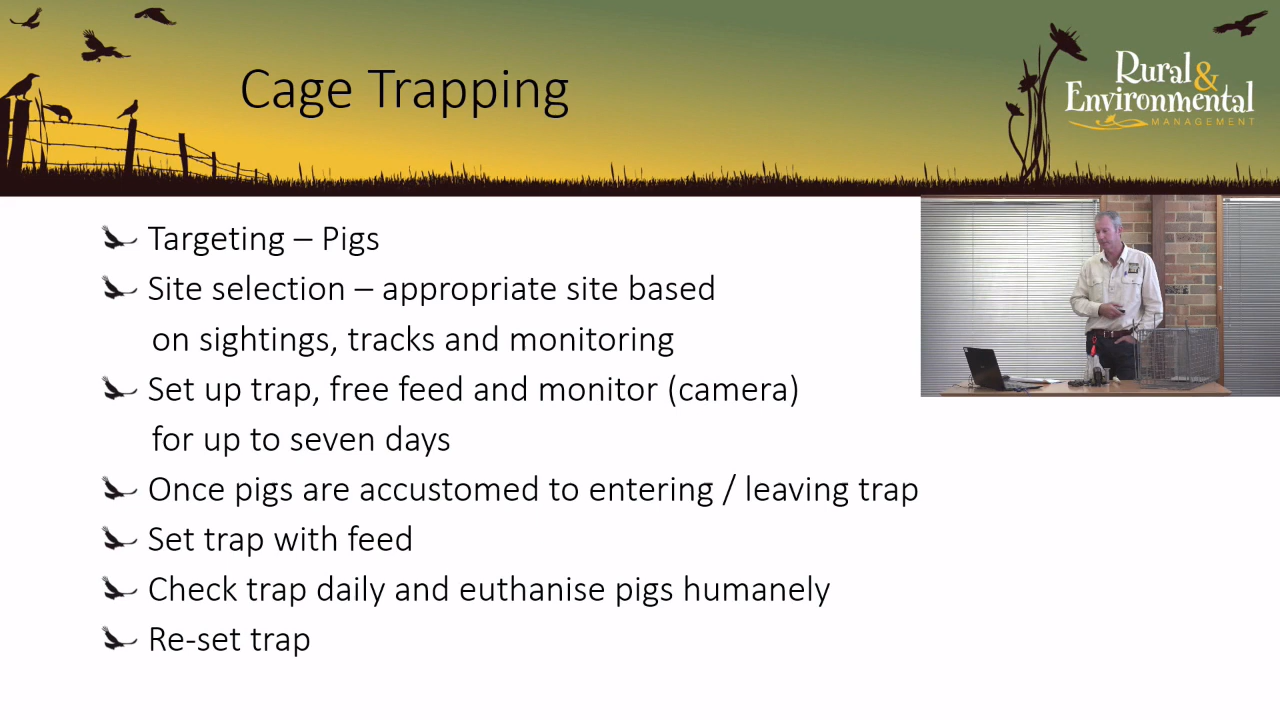 Cage Trapping
Rural &
Environmental
MANAGEMENT
Targeting – Pigs
Site selection – appropriate site based
on sightings, tracks and monitoring
Set up trap, free feed and monitor (camera)
for up to seven days
Once pigs are accustomed to entering / leaving trap
Set trap with feed
Check trap daily and euthanise pigs humanely
Re-set trap